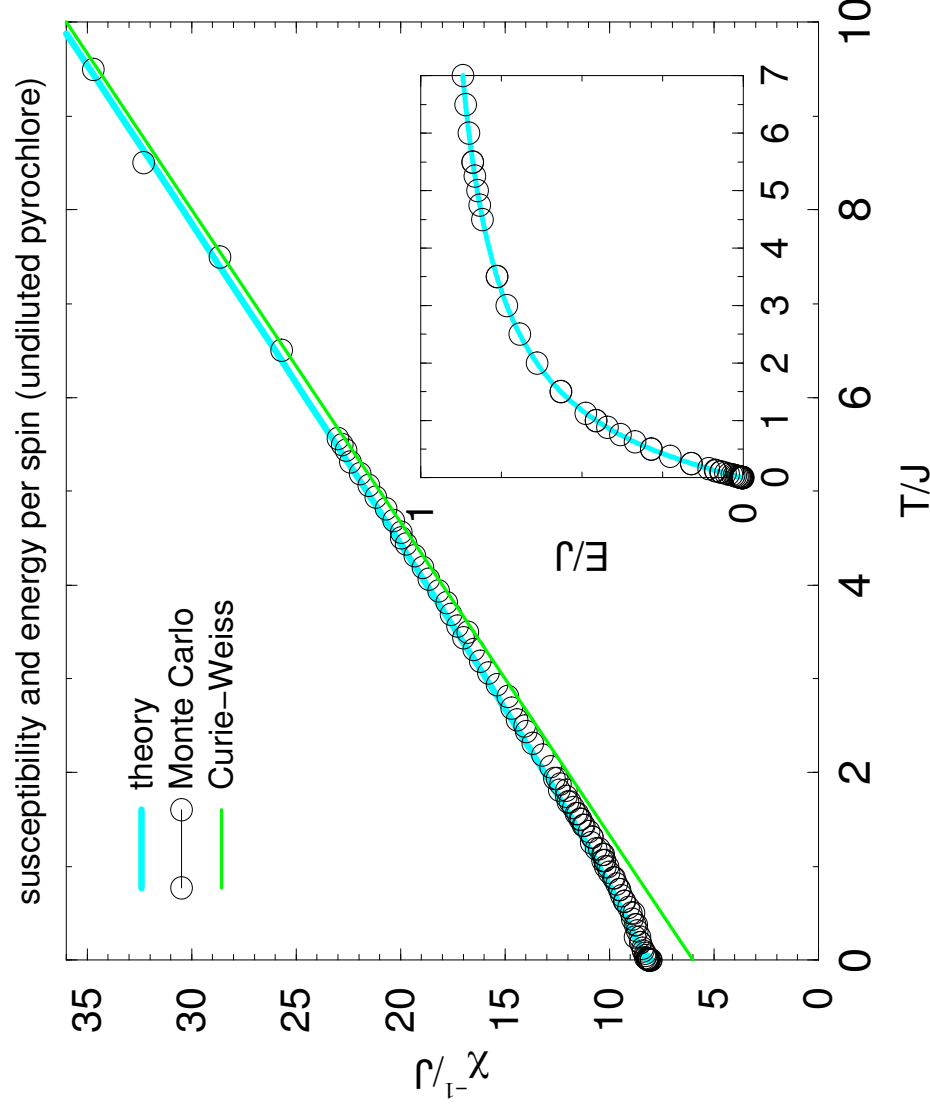 susceptibility and energy per spin (undiluted pyrochlore)
theory
Monte Carlo
Curie−Weiss
χ⁻¹/J
35
30
25
20
15
10
5
0
0 2 4 6 8 10
T/J
E/J
1
0
0 1 2 3 4 5 6 7